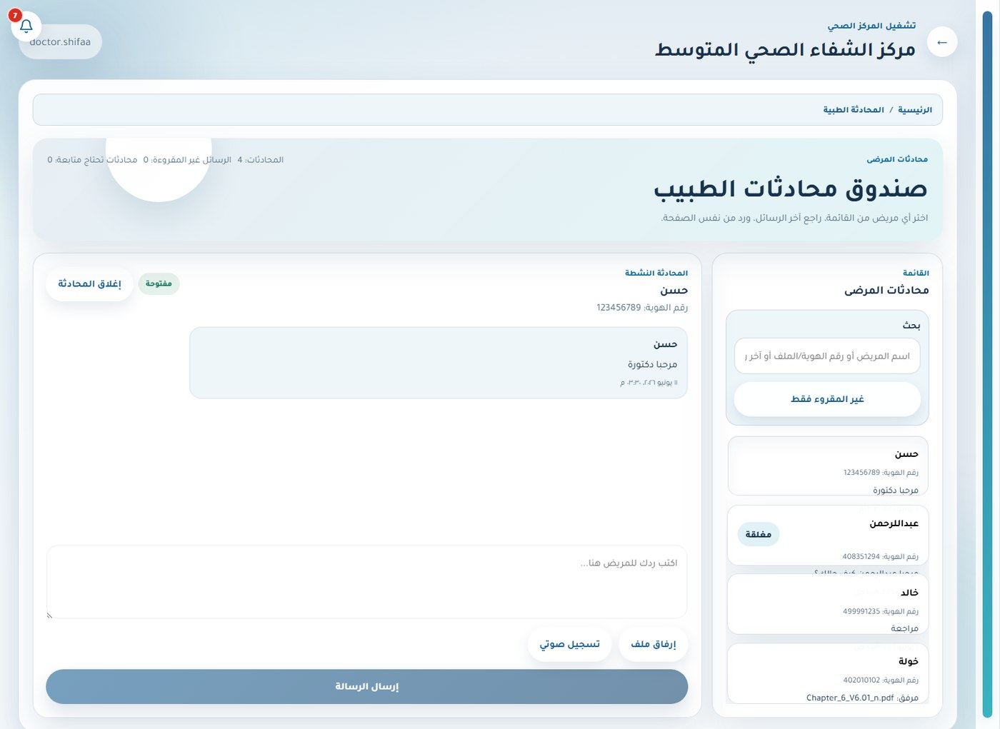 7
doctor.shifaa
←
تشغيل المركز الصحي
مركز الشفاء الصحي المتوسط
الرئيسية / المحادثة الطبية
محادثات المرضى
صندوق محادثات الطبيب
اختر أي مريض من القائمة، راجع آخر الرسائل، ورد من نفس الصفحة.
المحادثات: 4 الرسائل غير المقروءة: 0 محادثات تحتاج متابعة: 0
القائمة
محادثات المرضى
بحث
اسم المريض أو رقم الهوية/الملف أو آخر ر
غير المقروء فقط
حسن
رقم الهوية: 123456789
مرحبا دكتورة
عبداللرحمن
مغلقة
رقم الهوية: 408351294
مرحبا عبدالرحمن كيف حالك؟
خالد
رقم الهوية: 499991235
مراجعة
خولة
رقم الهوية: 402010102
مرفق: Chapter_6_V6.01_n.pdf
المحادثة النشطة
حسن
رقم الهوية: 123456789
مفتوحة
إغلاق المحادثة
حسن
مرحبا دكتورة
١١ يونيو ٢٠٢٦، ٠٣:٣٠ م
اكتب ردك للمريض هنا...
إرفاق ملف
تسجيل صوتي
إرسال الرسالة